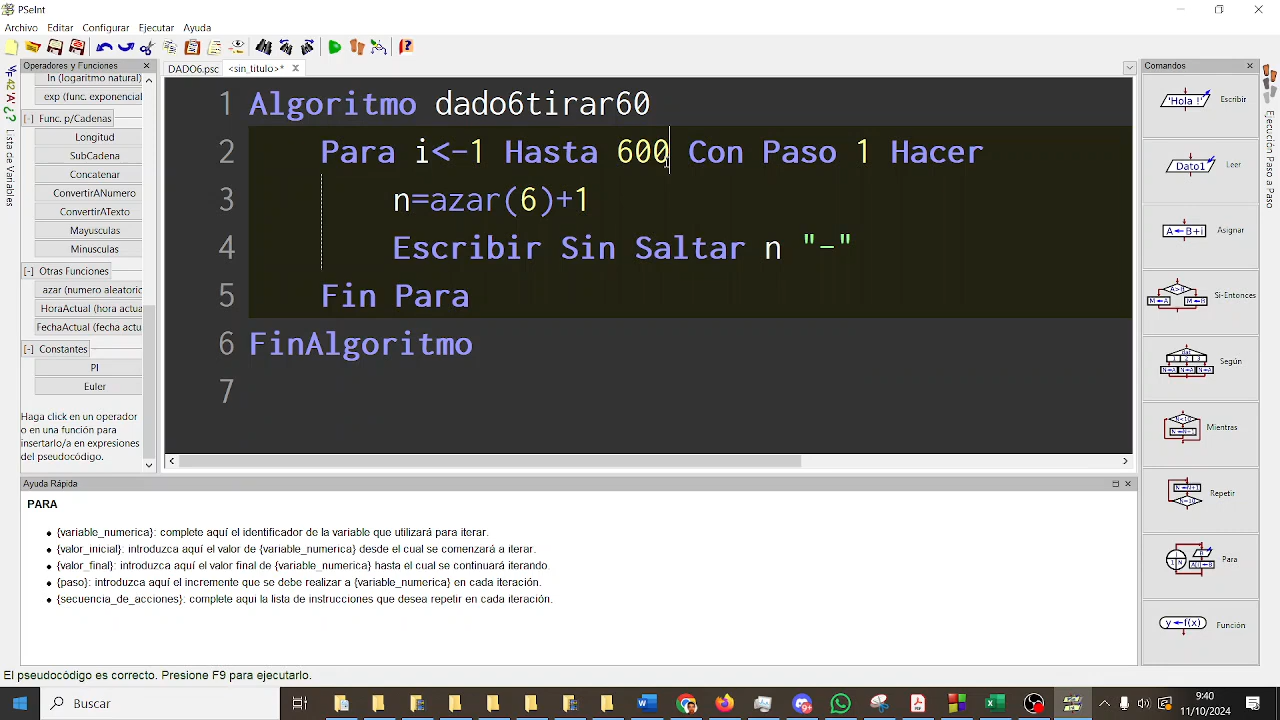 PSeInt
Archivo Editar Configurar Ejecutar Ayuda
Operadores y Funciones
DADO6.psc
<sin_titulo>*
Comandos
ln (logaritmo natural)
exp (func. exponencial
[-] Func. p/Cadenas
Longitud
SubCadena
Concatenar
ConvertirANumero
ConvertirATexto
Mayusculas
Minusculas
[-] Otras Funciones
azar (numero aleatorio
HoraActual (hora actua
FechaActual (fecha actu
[-] Constantes
PI
Euler
Haga click en un operador
o en una función para
insertarlo/a en expresiones
del pseudocódigo.
Lista de Variables
1 Algoritmo dado6tirar60
2 Para i<-1 Hasta 600 Con Paso 1 Hacer
3 n=azar(6)+1
4 Escribir Sin Saltar n "-"
5 Fin Para
6 FinAlgoritmo
7
'Hola !' Escribir
Dato1 Leer
A ← B+i Asignar
Si-Entonces
Según
Mientras
Repetir
Para
y ←f(x) Función
Ejecución Paso a Paso
Ayuda Rápida
PARA
{variable_numerica}: complete aquí el identificador de la variable que utilizará para iterar.
{valor_inicial}: introduzca aquí el valor de {variable_numerica} desde el cual se comenzará a iterar.
{valor_final}: introduzca aquí el valor final de {variable_numerica} hasta el cual se continuará iterando.
{paso}: introduzca aquí el incremento que se debe realizar a {variable_numerica} en cada iteración.
{secuencia_de_acciones}: complete aquí la lista de instrucciones que desea repetir en cada iteración.
El pseudocódigo es correcto. Presione F9 para ejecutarlo.
Buscar
9:40
11/10/2024